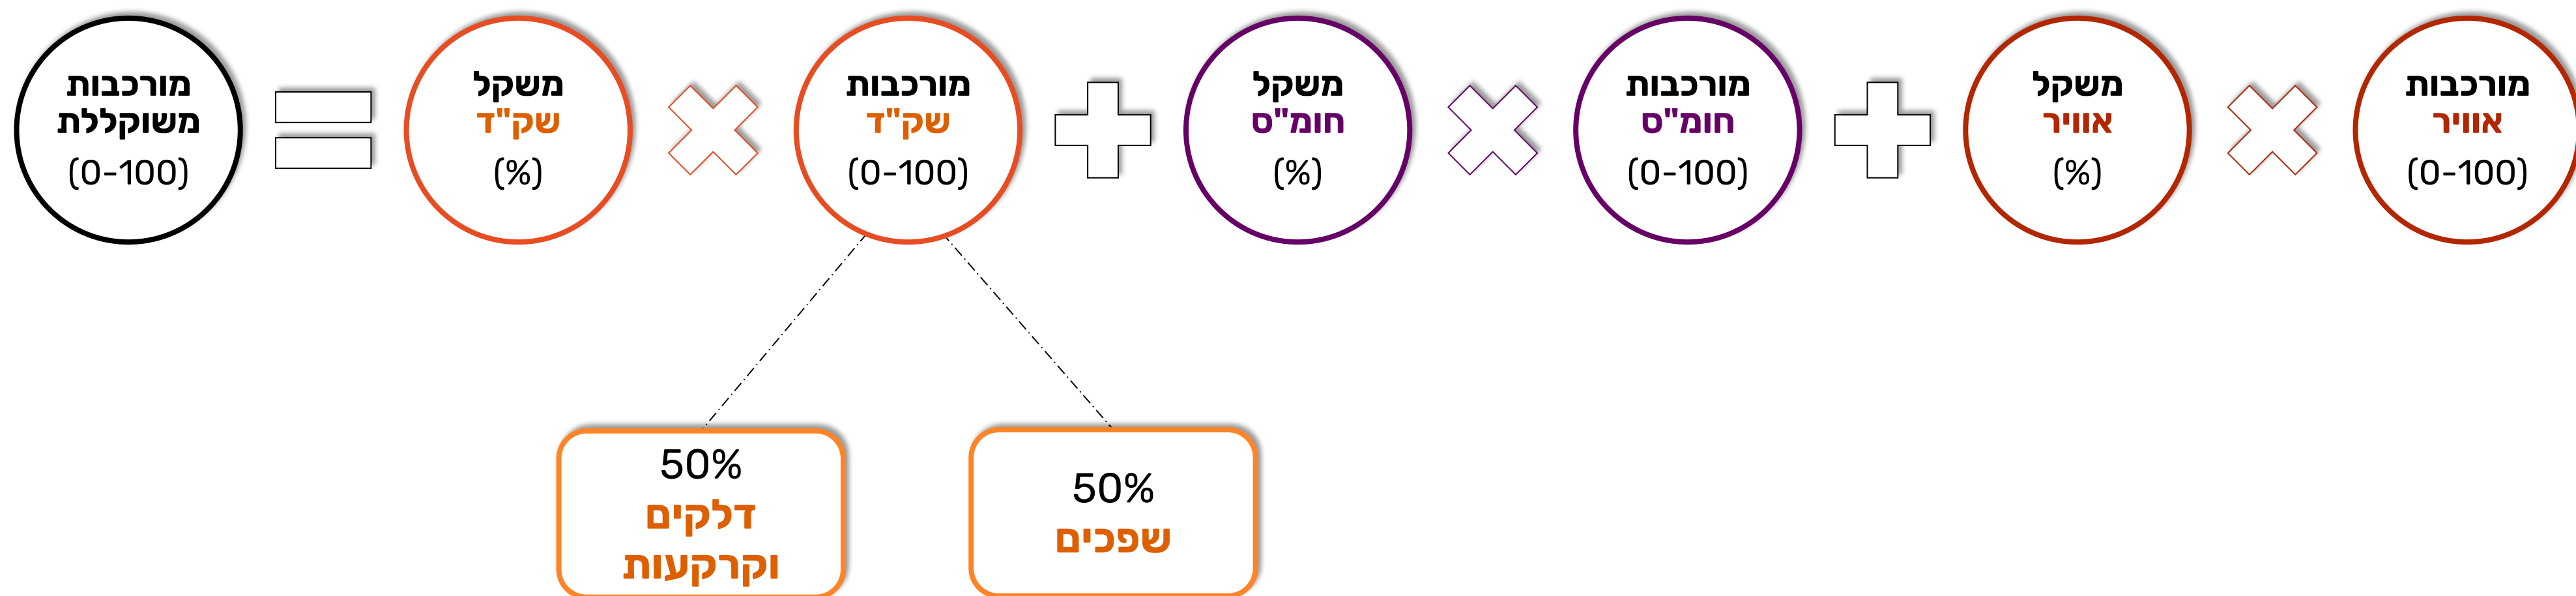 מורכבות
אוויר
(0-100)
משקל
אוויר
(%)
מורכבות
חומ"ס
(0-100)
משקל
חומ"ס
(%)
מורכבות
שק"ד
(0-100)
משקל
שק"ד
(%)
מורכבות
משוקללת
(0-100)
50%
שפכים
50%
דלקים
וקרקעות